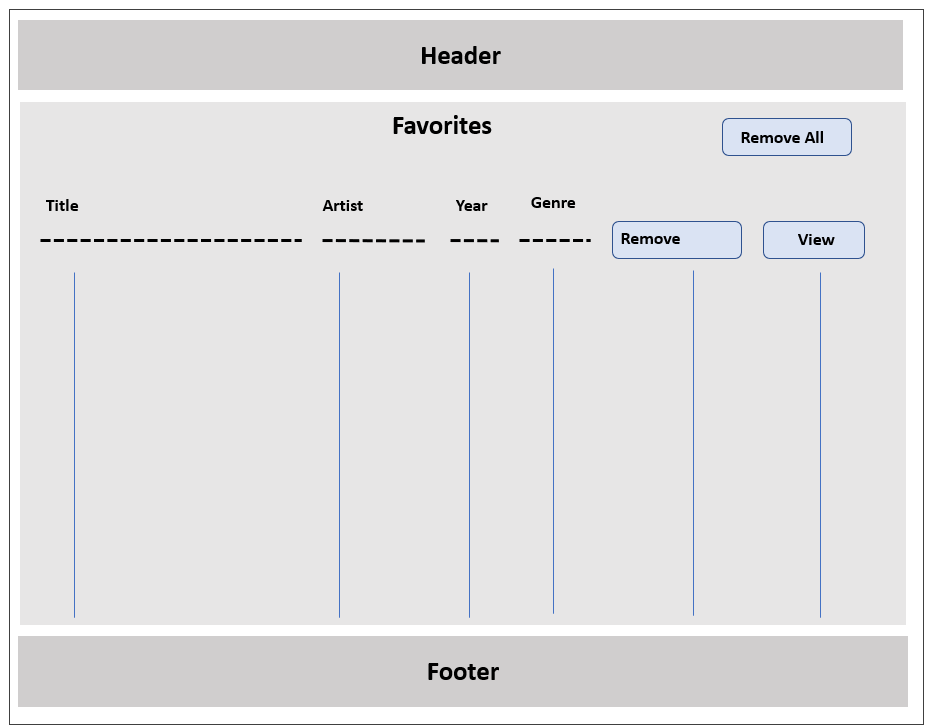 Header
Favorites
Remove All
Title Artist Year Genre
Remove View
Footer